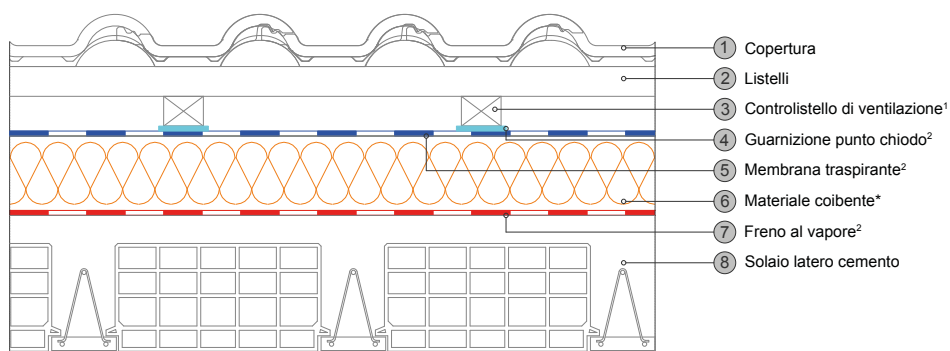 1 Copertura
2 Listelli
3 Controlistello di ventilazione¹
4 Guarnizione punto chiodo²
5 Membrana traspirante²
6 Materiale coibente*
7 Freno al vapore²
8 Solaio latero cemento